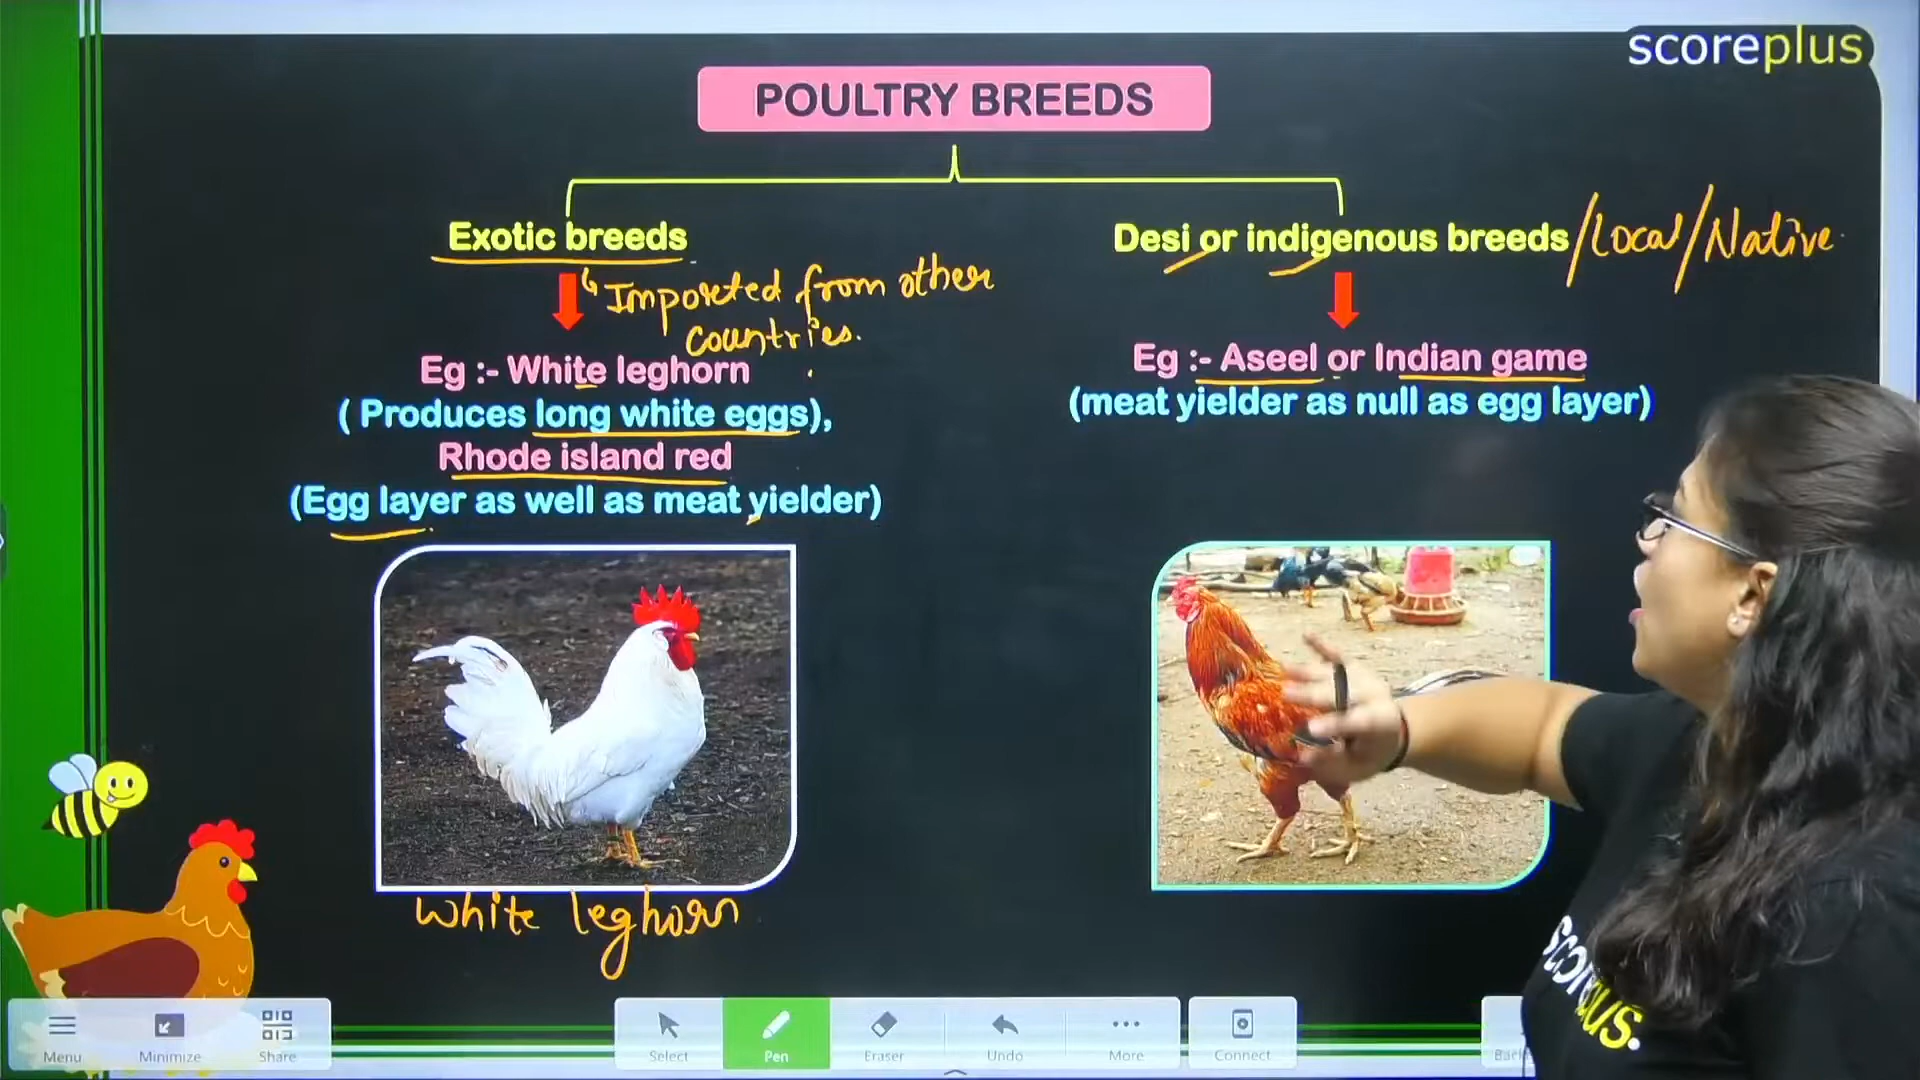 scoreplus
POULTRY BREEDS
Exotic breeds
Desi or indigenous breeds/Local/Native
Imported from other
countries.
Eg :- White leghorn
( Produces long white eggs),
Rhode island red
(Egg layer as well as meat yielder)
Eg :- Aseel or Indian game
(meat yielder as null as egg layer)
White leghorn
Menu
Minimize
Share
Select
Pen
Eraser
Undo
More
Connect